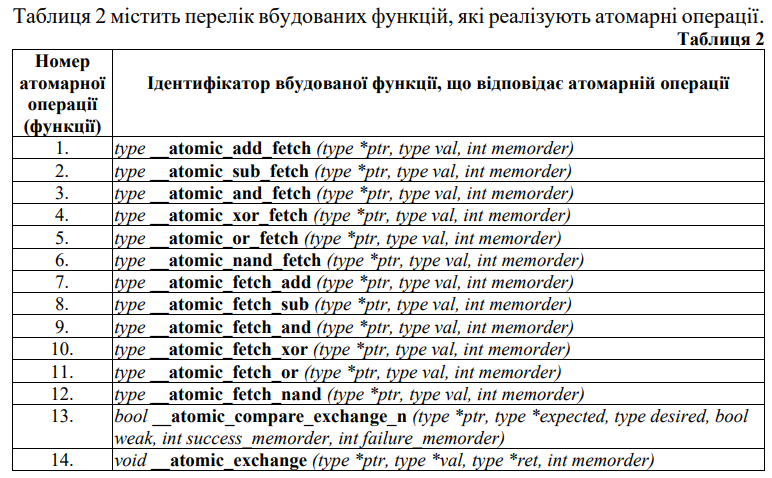 Таблиця 2 містить перелік вбудованих функцій, які реалізують атомарні операції.
Таблиця 2
Номер
атомарної
операції
(функції)
Ідентифікатор вбудованої функції, що відповідає атомарній операції
1. type __atomic_add_fetch (type *ptr, type val, int memorder)
2. type __atomic_sub_fetch (type *ptr, type val, int memorder)
3. type __atomic_and_fetch (type *ptr, type val, int memorder)
4. type __atomic_xor_fetch (type *ptr, type val, int memorder)
5. type __atomic_or_fetch (type *ptr, type val, int memorder)
6. type __atomic_nand_fetch (type *ptr, type val, int memorder)
7. type __atomic_fetch_add (type *ptr, type val, int memorder)
8. type __atomic_fetch_sub (type *ptr, type val, int memorder)
9. type __atomic_fetch_and (type *ptr, type val, int memorder)
10. type __atomic_fetch_xor (type *ptr, type val, int memorder)
11. type __atomic_fetch_or (type *ptr, type val, int memorder)
12. type __atomic_fetch_nand (type *ptr, type val, int memorder)
13. bool __atomic_compare_exchange_n (type *ptr, type *expected, type desired, bool
weak, int success_memorder, int failure_memorder)
14. void __atomic_exchange (type *ptr, type *val, type *ret, int memorder)